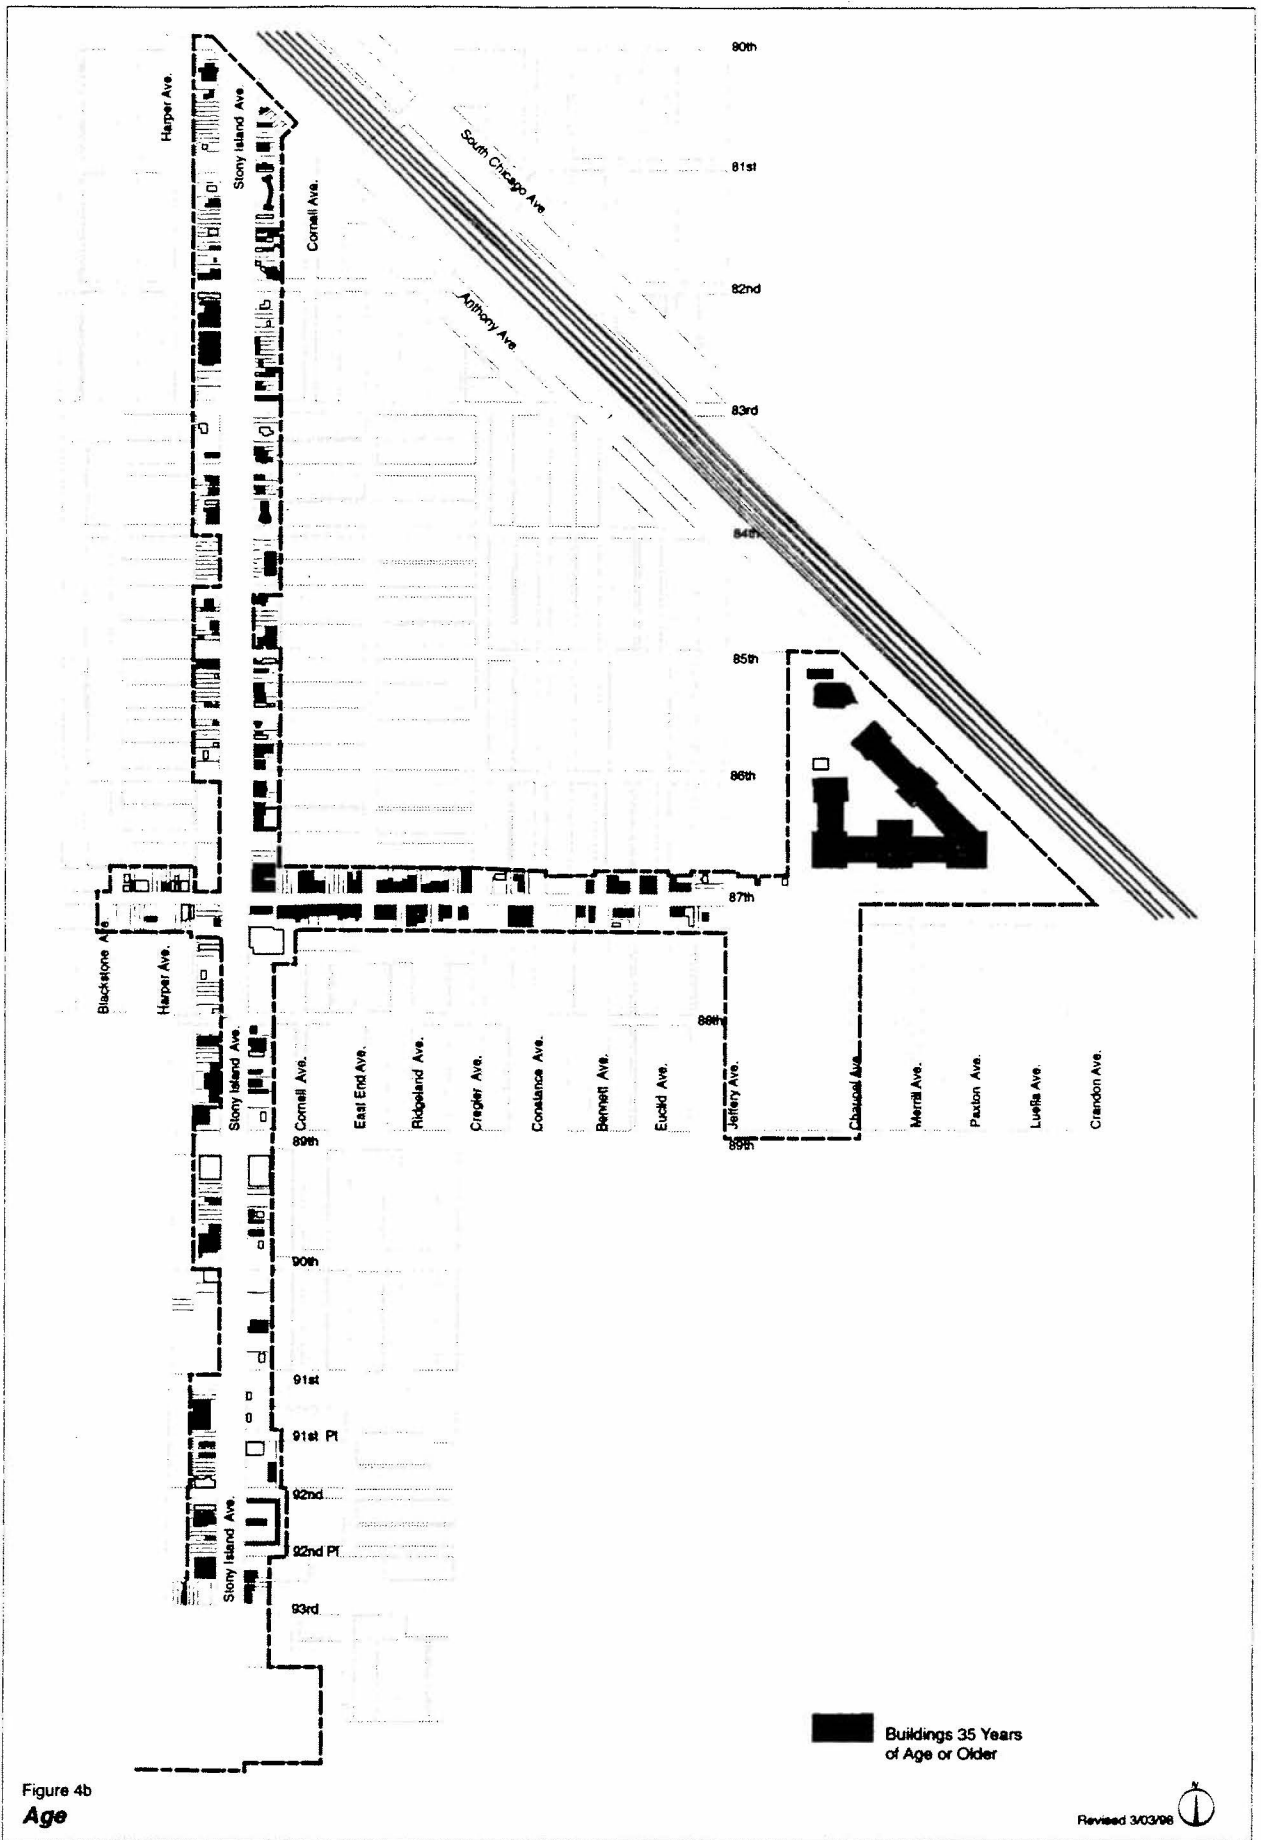 80th
Harper Ave.
Stony Island Ave.
South Chicago Ave.
81st
Cornell Ave.
82nd
Anthony Ave.
83rd
84th
85th
86th
87th
Blackstone Ave.
Harper Ave.
88th
Stony Island Ave.
Cornell Ave.
East End Ave.
Ridgeland Ave.
Cregier Ave.
Constance Ave.
Bennett Ave.
Euclid Ave.
Jeffery Ave.
Chappel Ave.
Merrill Ave.
Paxton Ave.
Luella Ave.
Crandon Ave.
89th
89th
90th
91st
91st Pl
92nd
Stony Island Ave.
92nd Pl
93rd
Buildings 35 Years
of Age or Older
Figure 4b
Age
N
Revised 3/03/98